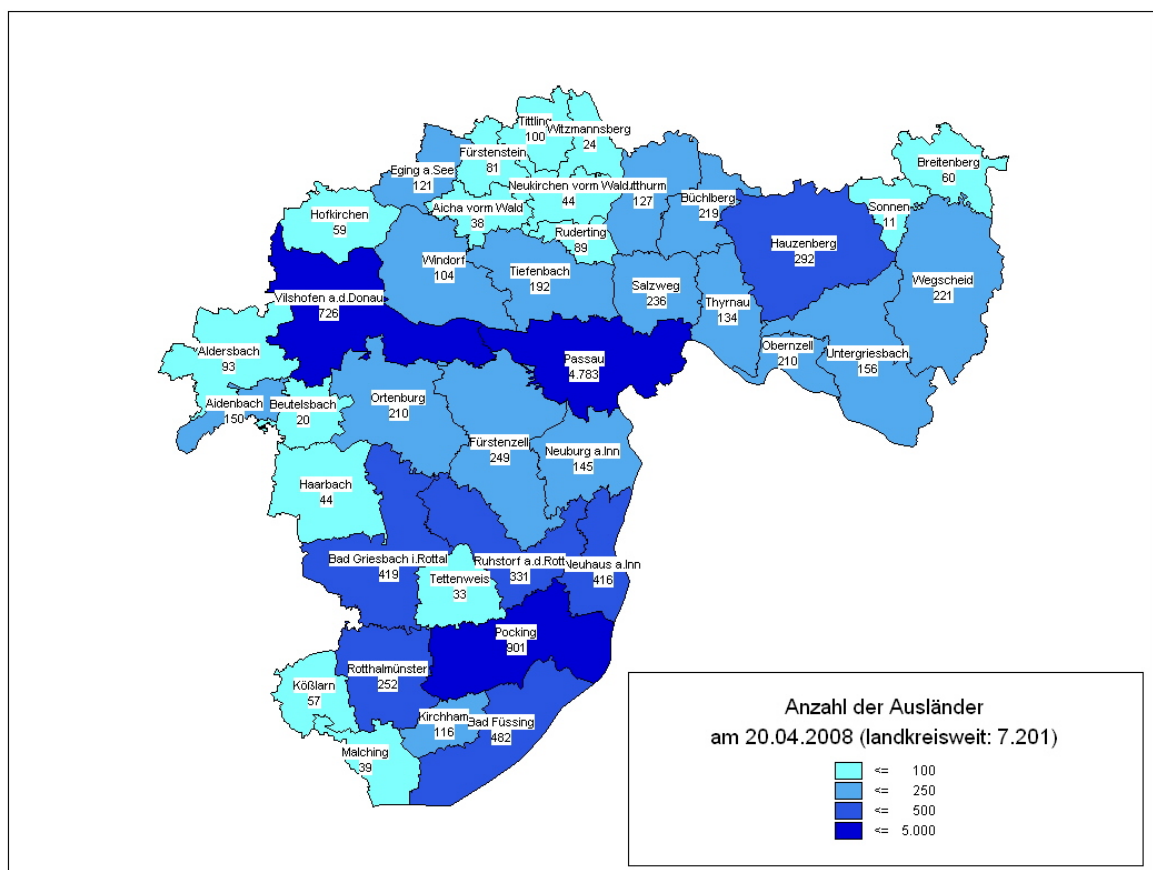 Tittling
100
Witzmannsberg
24
Fürstenstein
81
Eging a.See
121
Neukirchen vorm Wald
44
utthurm
127
Büchlberg
219
Breitenberg
60
Sonnen
11
Hofkirchen
59
Aicha vorm Wald
38
Ruderting
89
Hauzenberg
292
Windorf
104
Tiefenbach
192
Salzweg
236
Thyrnau
134
Wegscheid
221
Vilshofen a.d.Donau
726
Aldersbach
93
Passau
4.783
Obernzell
210
Untergriesbach
156
Aidenbach
150
Beutelsbach
20
Ortenburg
210
Fürstenzell
249
Neuburg a.Inn
145
Haarbach
44
Bad Griesbach i.Rottal
419
Tettenweis
33
Ruhstorf a.d.Rott
331
Neuhaus a.Inn
416
Pocking
901
Rotthalmünster
252
Kößlarn
57
Kirchham
116
Bad Füssing
482
Malching
39
Anzahl der Ausländer
am 20.04.2008 (landkreisweit: 7.201)
<= 100
<= 250
<= 500
<= 5.000